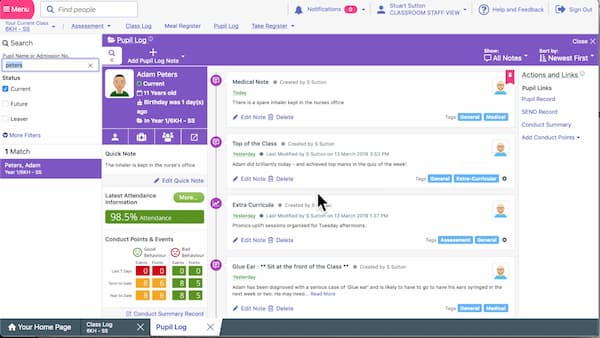 Menu
Find people
Notifications 0
Stuart Sutton
CLASSROOM STAFF VIEW
Help and Feedback
Sign Out
Your Current Class
6KH - SS
Assessment
Class Log
Meal Register
Pupil Log
Take Register
Search
Pupil Name or Admission No.
peters
Status
Current
Future
Leaver
More Filters
1 Match
Peters, Adam
Year 1/6KH - SS
Pupil Log
Close
Add Pupil Log Note
Show:
All Notes
Sort by:
Newest First
Adam Peters
Current
11 Years old
Birthday was 1 day(s) ago
In Year 1/6KH - SS
Quick Note
The inhaler is kept in the nurse's office
Edit Quick Note
Latest Attendance Information
More...
98.5% Attendance
Conduct Points & Events
Good Behaviour
Bad Behaviour
Events Points Events Points
Last 7 Days 0 0 0 0
Term to Date 8 6 8 5
Year to Date 8 8 8 5
Conduct Summary Record
Medical Note Created by S Sutton
Today
There is a spare inhaler kept in the nurses office
Edit Note Delete
Tags General Medical
Top of the Class Created by S Sutton
Yesterday Last Modified by S Sutton on 13 March 2019 3:53 PM
Adam did brilliantly today - and achieved top marks in the quiz of the week!
Edit Note Delete
Tags General Extra-Curricular
Extra Curricula Created by S
Yesterday Last Modified by S Sutton on 13 March 2019 1:37 PM
Phonics uplift sessions organised for Tuesday afternoons.
Edit Note Delete
Tags Assessment General
Glue Ear : ** Sit at the front of the Class ** Created by S Sutton
Yesterday
Adam has been diagnosed with a serious case of 'Glue ear' and is likely to have to go to have his ears syringed in the
next week or two. He may need... Read More
Edit Note Delete
Tags General Medical
Actions and Links
Pupil Links
Pupil Record
SEND Record
Conduct Summary
Add Conduct Points
Your Home Page
Class Log
6KH - SS
Pupil Log